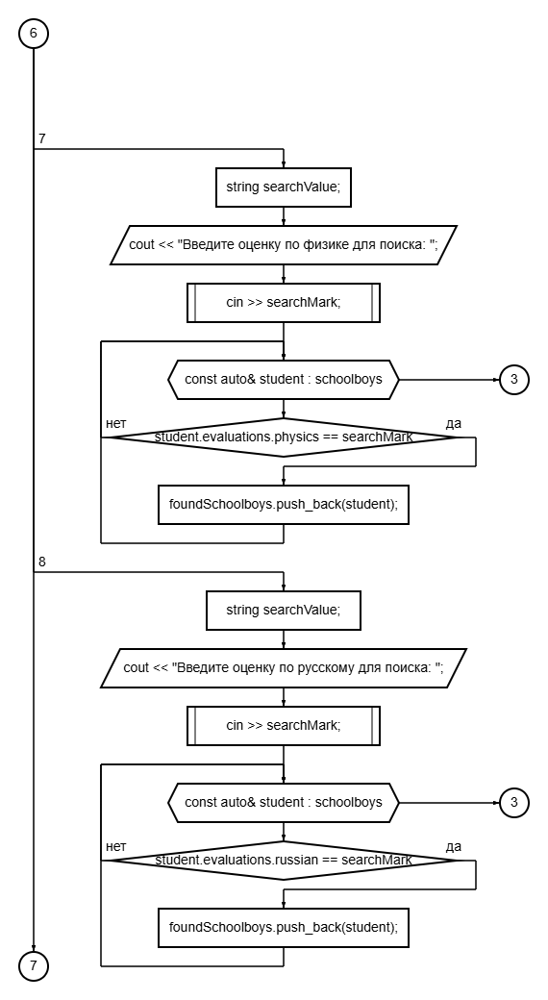 6
7
string searchValue;
cout << "Введите оценку по физике для поиска: ";
cin >> searchMark;
const auto& student : schoolboys
3
нет
да
student.evaluations.physics == searchMark
foundSchoolboys.push_back(student);
8
string searchValue;
cout << "Введите оценку по русскому для поиска: ";
cin >> searchMark;
const auto& student : schoolboys
3
нет
да
student.evaluations.russian == searchMark
foundSchoolboys.push_back(student);
7